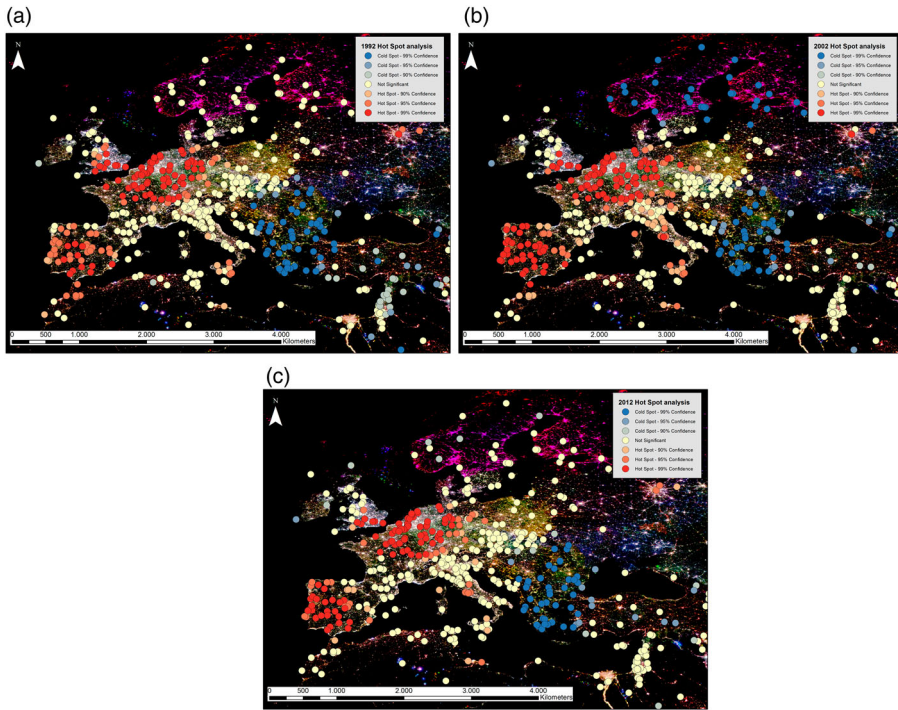 (a)
N
1992 Hot Spot analysis
Cold Spot - 99% Confidence
Cold Spot - 95% Confidence
Cold Spot - 90% Confidence
Not Significant
Hot Spot - 90% Confidence
Hot Spot - 95% Confidence
Hot Spot - 99% Confidence
0 500 1.000 2.000 3.000 4.000
Kilometers
(b)
N
2002 Hot Spot analysis
Cold Spot - 99% Confidence
Cold Spot - 95% Confidence
Cold Spot - 90% Confidence
Not Significant
Hot Spot - 90% Confidence
Hot Spot - 95% Confidence
Hot Spot - 99% Confidence
0 500 1.000 2.000 3.000 4.000
Kilometers
(c)
N
2012 Hot Spot analysis
Cold Spot - 99% Confidence
Cold Spot - 95% Confidence
Cold Spot - 90% Confidence
Not Significant
Hot Spot - 90% Confidence
Hot Spot - 95% Confidence
Hot Spot - 99% Confidence
0 500 1.000 2.000 3.000 4.000
Kilometers